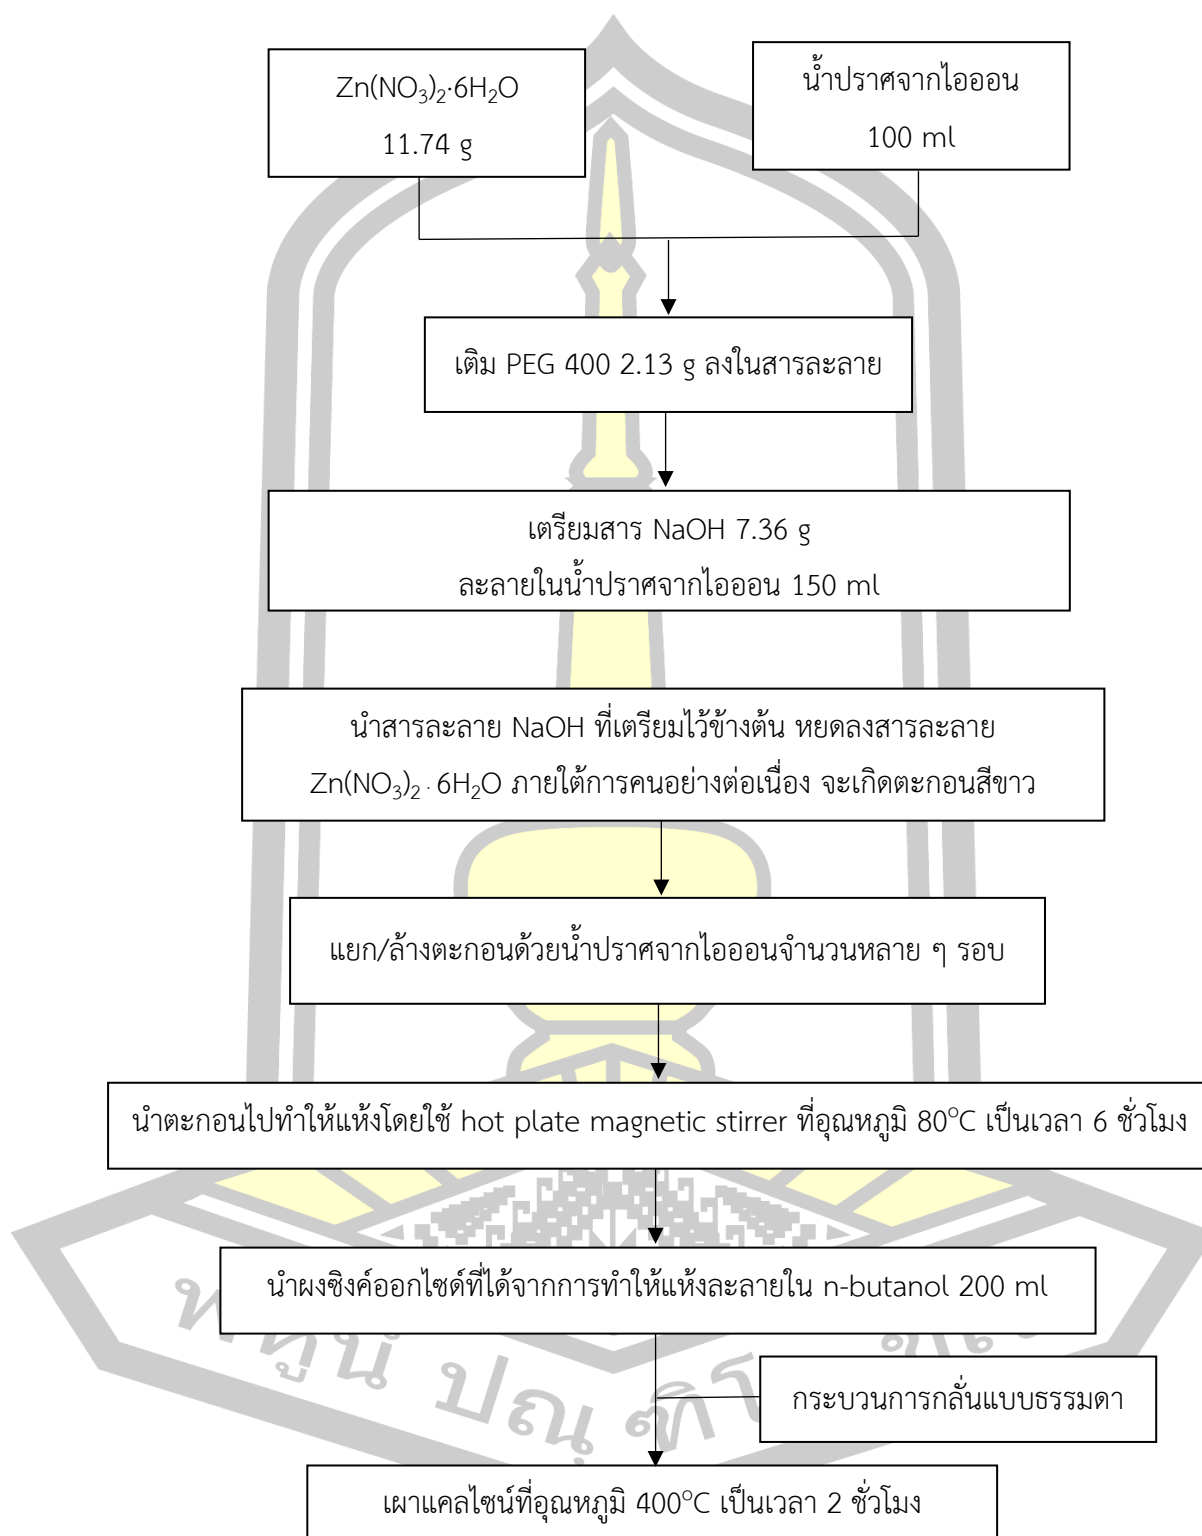 Zn(NO₃)₂·6H₂O
11.74 g
น้ำปราศจากไอออน
100 ml
เติม PEG 400 2.13 g ลงในสารละลาย
เตรียมสาร NaOH 7.36 g
ละลายในน้ำปราศจากไอออน 150 ml
นำสารละลาย NaOH ที่เตรียมไว้ข้างต้น หยดลงสารละลาย
Zn(NO₃)₂ · 6H₂O ภายใต้การคนอย่างต่อเนื่อง จะเกิดตะกอนสีขาว
แยก/ล้างตะกอนด้วยน้ำปราศจากไอออนจำนวนหลาย ๆ รอบ
นำตะกอนไปทำให้แห้งโดยใช้ hot plate magnetic stirrer ที่อุณหภูมิ 80°C เป็นเวลา 6 ชั่วโมง
นำผงซิงค์ออกไซด์ที่ได้จากการทำให้แห้งละลายใน n-butanol 200 ml
กระบวนการกลั่นแบบธรรมดา
เผาแคลไซน์ที่อุณหภูมิ 400°C เป็นเวลา 2 ชั่วโมง